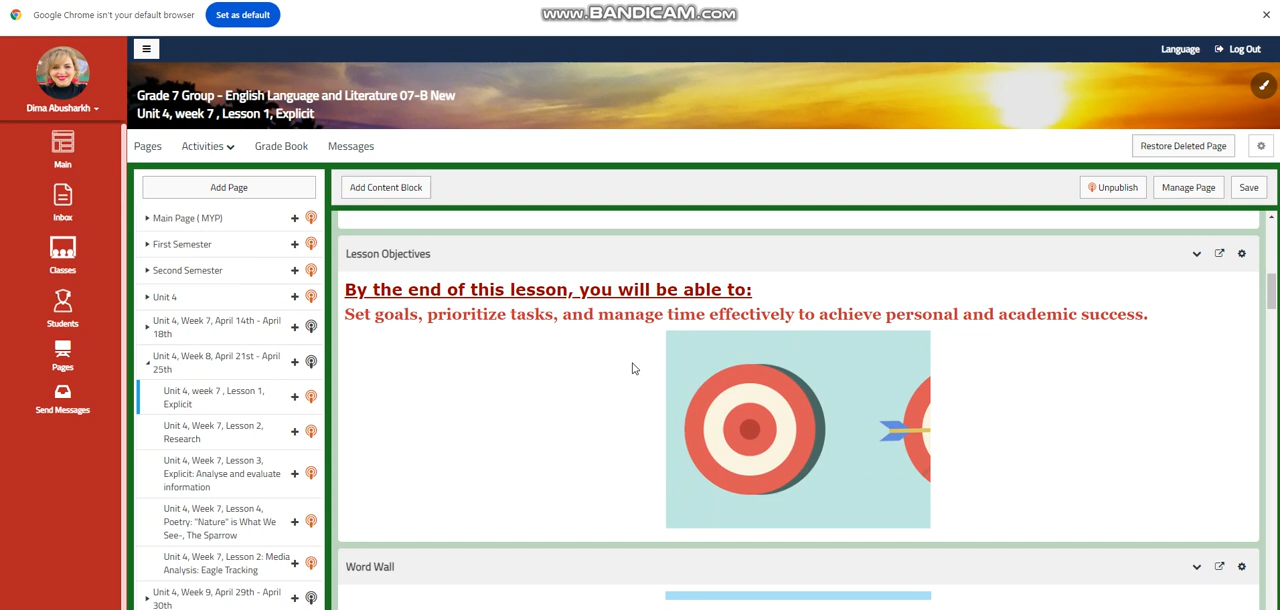 Google Chrome isn't your default browser
Set as default
www.BANDICAM.com
Language
Log Out
Dima Abusharkh
Grade 7 Group - English Language and Literature 07-B New
Unit 4, week 7 , Lesson 1, Explicit
Main
Inbox
Classes
Students
Pages
Send Messages
Pages
Activities
Grade Book
Messages
Restore Deleted Page
Add Page
Add Content Block
Unpublish
Manage Page
Save
Main Page ( MYP)
First Semester
Second Semester
Unit 4
Unit 4, Week 7, April 14th - April
18th
Unit 4, Week 8, April 21st - April
25th
Unit 4, week 7 , Lesson 1,
Explicit
Unit 4, Week 7, Lesson 2,
Research
Unit 4, Week 7, Lesson 3,
Explicit: Analyse and evaluate
information
Unit 4, Week 7, Lesson 4,
Poetry: "Nature" is What We
See-, The Sparrow
Unit 4, Week 7, Lesson 2: Media
Analysis: Eagle Tracking
Unit 4, Week 9, April 29th - April
30th
Lesson Objectives
By the end of this lesson, you will be able to:
Set goals, prioritize tasks, and manage time effectively to achieve personal and academic success.
Word Wall